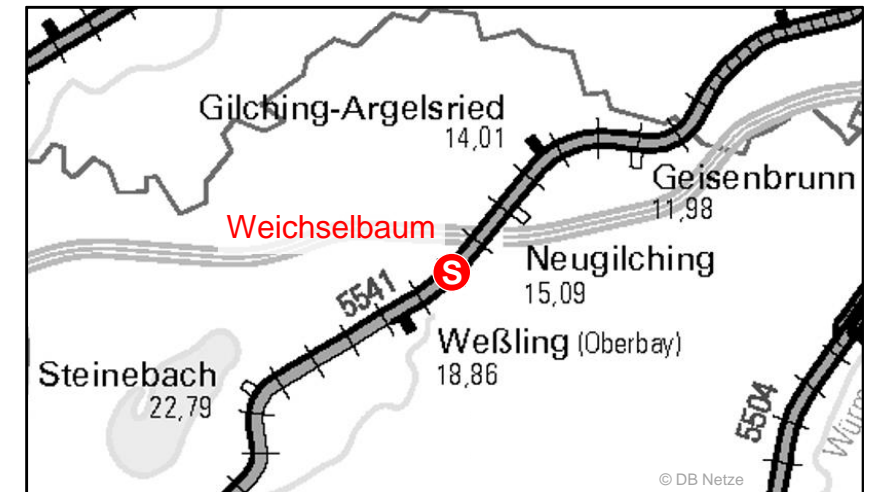 Gilching-Argelsried
14,01
Geisenbrunn
11,98
Weichselbaum
S
Neugilching
15,09
5541
Weßling (Oberbay)
18,86
Steinebach
22,79
5504
Würm
© DB Netze